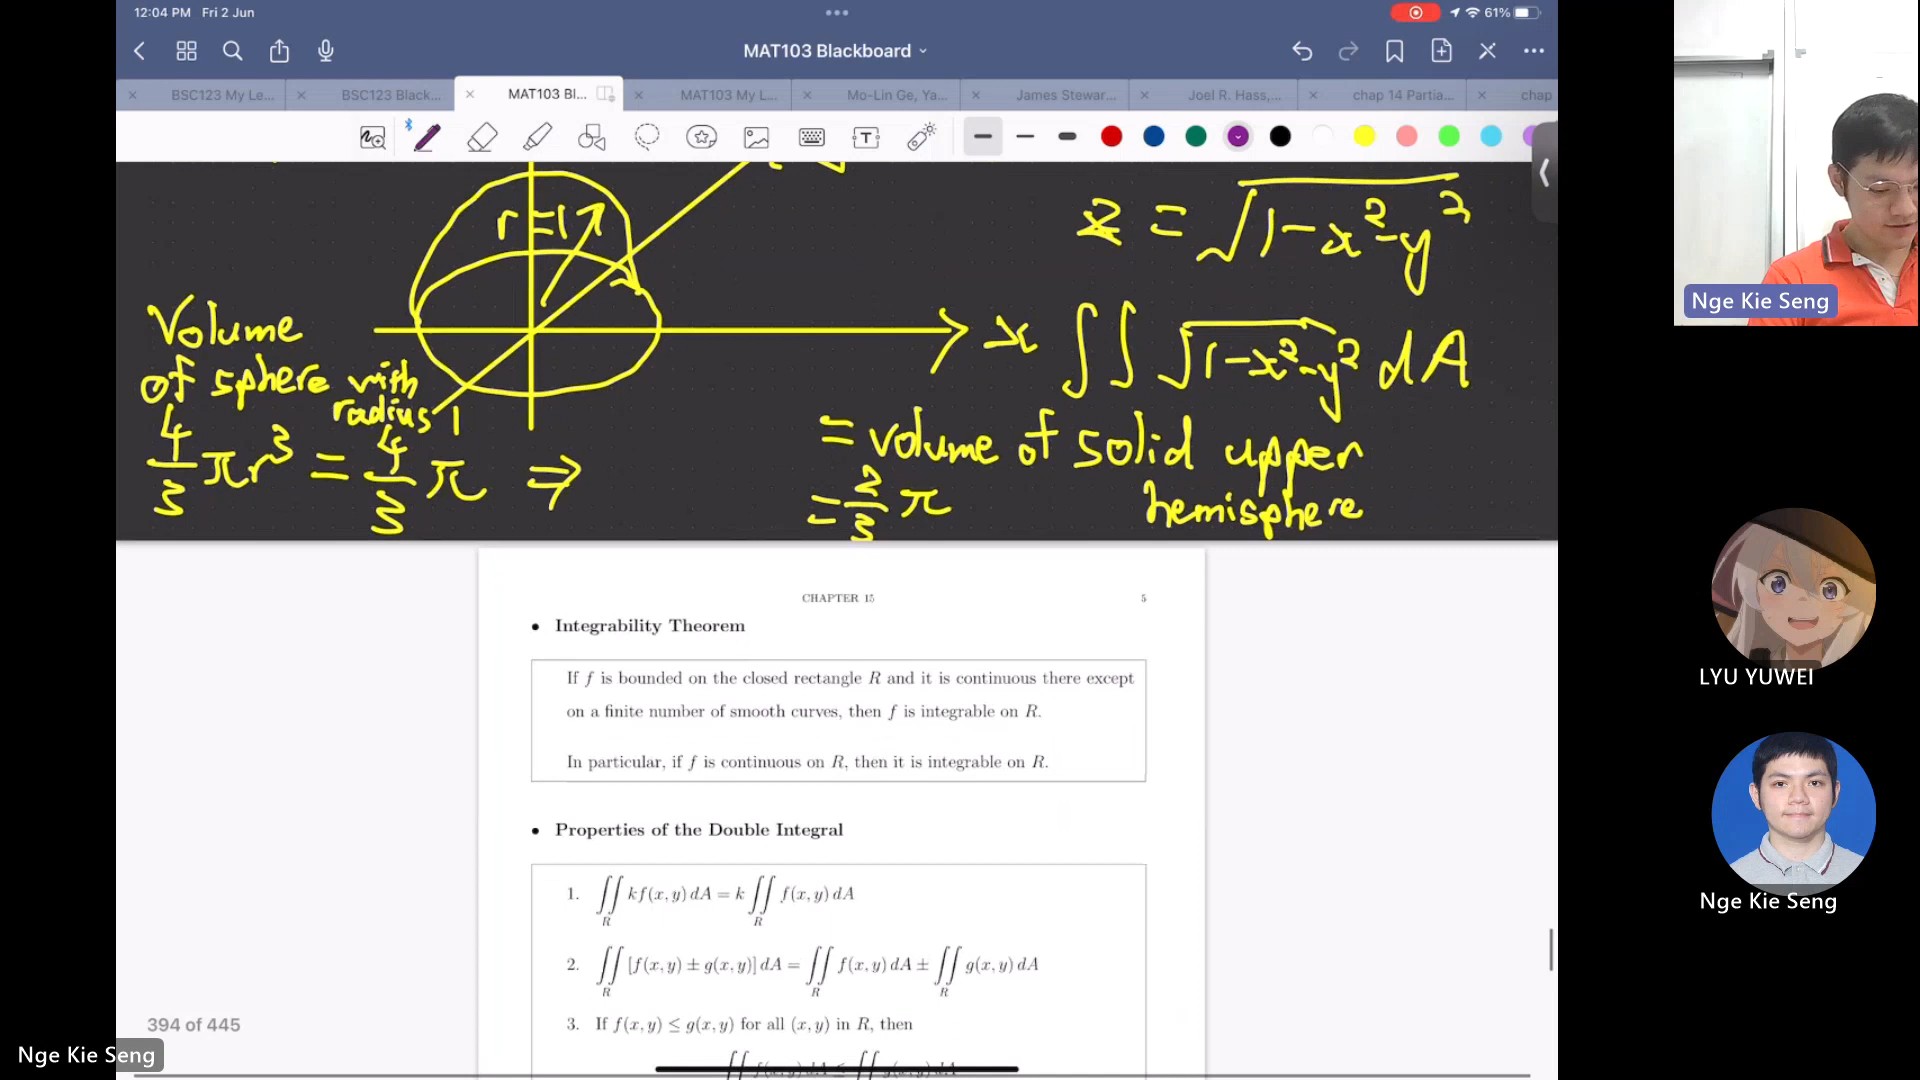 12:04 PM Fri 2 Jun
61%
MAT103 Blackboard
BSC123 My Le...
BSC123 Black...
MAT103 Bl...
MAT103 My L...
Mo-Lin Ge, Ya...
James Stewar...
Joel R. Hass,...
chap 14 Partia...
chap
r=1
z = √1-x²-y²
x
∬ √1-x²-y² dA
= volume of solid upper hemisphere
= 2/3 π
Volume
of sphere with
radius 1
4/3 πr³ = 4/3 π ⇒
CHAPTER 15 5
• Integrability Theorem
If f is bounded on the closed rectangle R and it is continuous there except
on a finite number of smooth curves, then f is integrable on R.
In particular, if f is continuous on R, then it is integrable on R.
• Properties of the Double Integral
1. ∬_R kf(x, y) dA = k ∬_R f(x, y) dA
2. ∬_R [f(x, y) ± g(x, y)] dA = ∬_R f(x, y) dA ± ∬_R g(x, y) dA
3. If f(x, y) ≤ g(x, y) for all (x, y) in R, then
∬ f(x, y) dA ≤ ∬ g(x, y) dA
394 of 445
Nge Kie Seng
Nge Kie Seng
LYU YUWEI
Nge Kie Seng